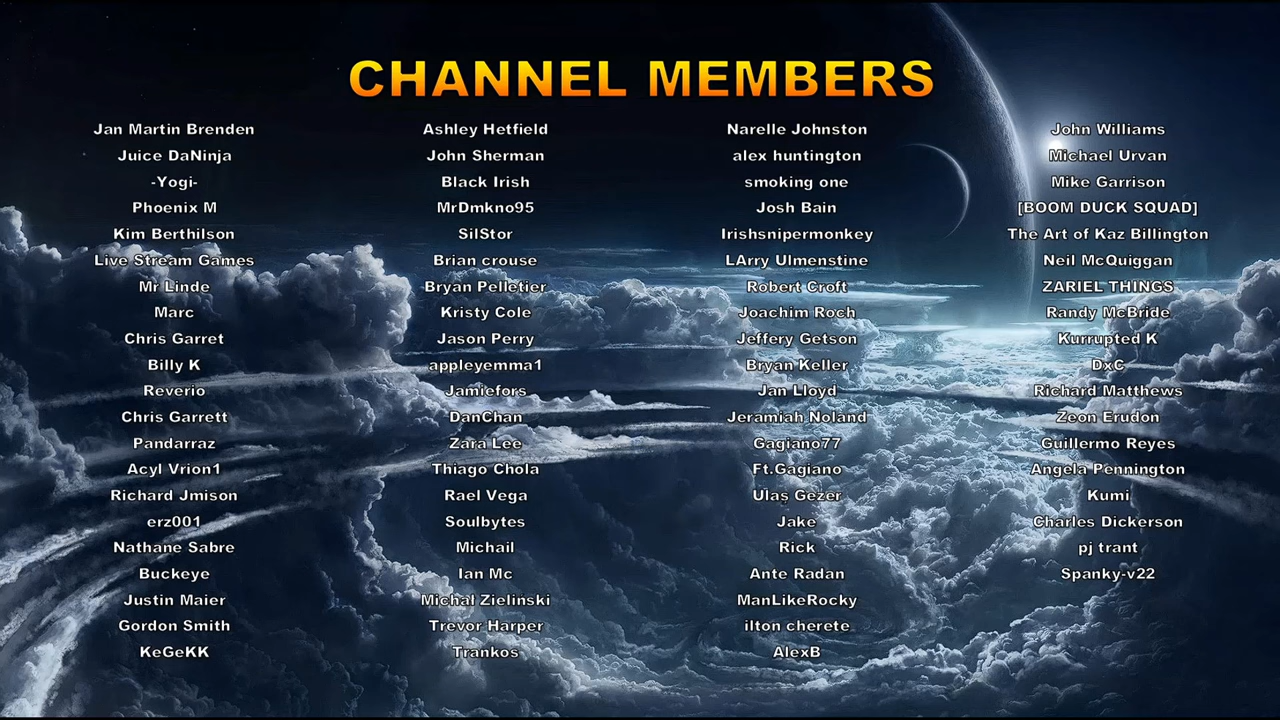 CHANNEL MEMBERS
Jan Martin Brenden
Juice DaNinja
-Yogi-
Phoenix M
Kim Berthilson
Live Stream Games
Mr Linde
Marc
Chris Garret
Billy K
Reverio
Chris Garrett
Pandarraz
Acyl Vrion1
Richard Jmison
erz001
Nathane Sabre
Buckeye
Justin Maier
Gordon Smith
KeGeKK
Ashley Hetfield
John Sherman
Black Irish
MrDmkno95
SilStor
Brian crouse
Bryan Pelletier
Kristy Cole
Jason Perry
appleyemma1
Jamiefors
DanChan
Zara Lee
Thiago Chola
Rael Vega
Soulbytes
Michail
Ian Mc
Michal Zielinski
Trevor Harper
Trankos
Narelle Johnston
alex huntington
smoking one
Josh Bain
Irishsnipermonkey
LArry Ulmenstine
Robert Croft
Joachim Roch
Jeffery Getson
Bryan Keller
Jan Lloyd
Jeramiah Noland
Gagiano77
Ft.Gagiano
Ulaş Gezer
Jake
Rick
Ante Radan
ManLikeRocky
ilton cherete
AlexB
John Williams
Michael Urvan
Mike Garrison
[BOOM DUCK SQUAD]
The Art of Kaz Billington
Neil McQuiggan
ZARIEL THINGS
Randy McBride
Kurrupted K
DxC
Richard Matthews
Zeon Erudon
Guillermo Reyes
Angela Pennington
Kumi
Charles Dickerson
pj trant
Spanky-v22